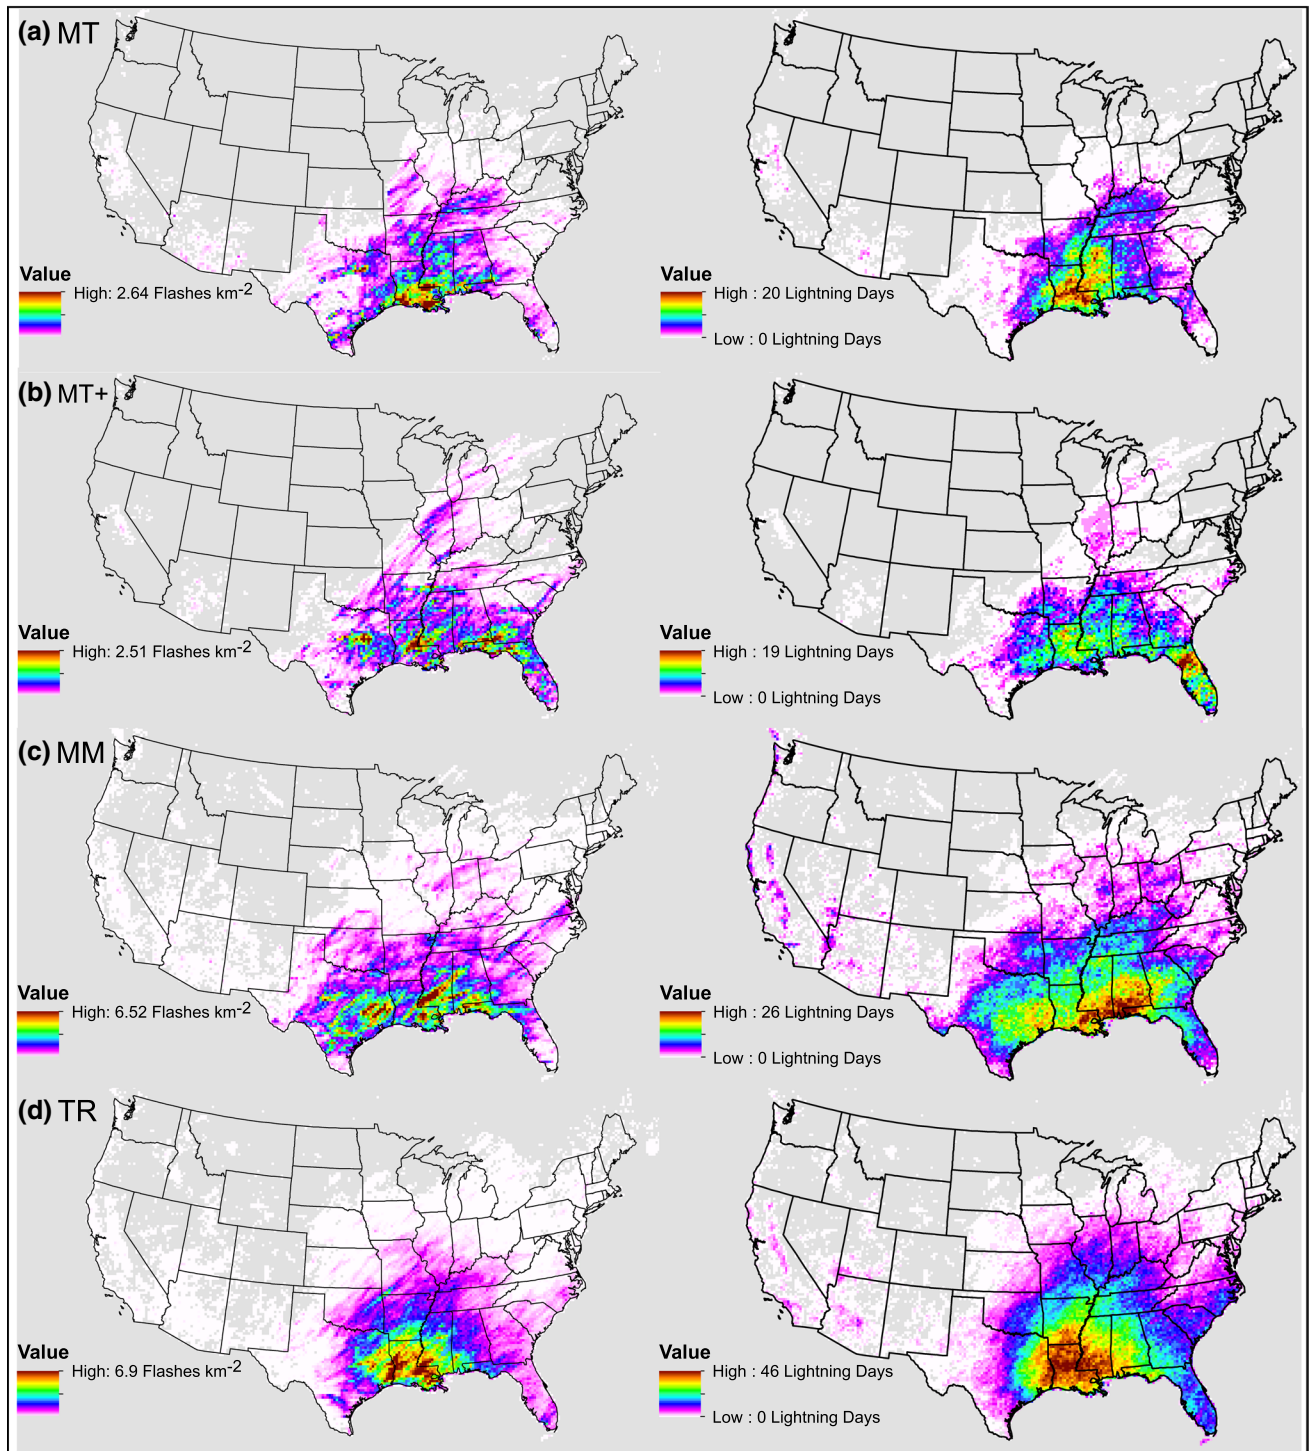 (a) MT
Value
High: 2.64 Flashes km-2
Value
High : 20 Lightning Days
Low : 0 Lightning Days
(b) MT+
Value
High: 2.51 Flashes km-2
Value
High : 19 Lightning Days
Low : 0 Lightning Days
(c) MM
Value
High: 6.52 Flashes km-2
Value
High : 26 Lightning Days
Low : 0 Lightning Days
(d) TR
Value
High: 6.9 Flashes km-2
Value
High : 46 Lightning Days
Low : 0 Lightning Days